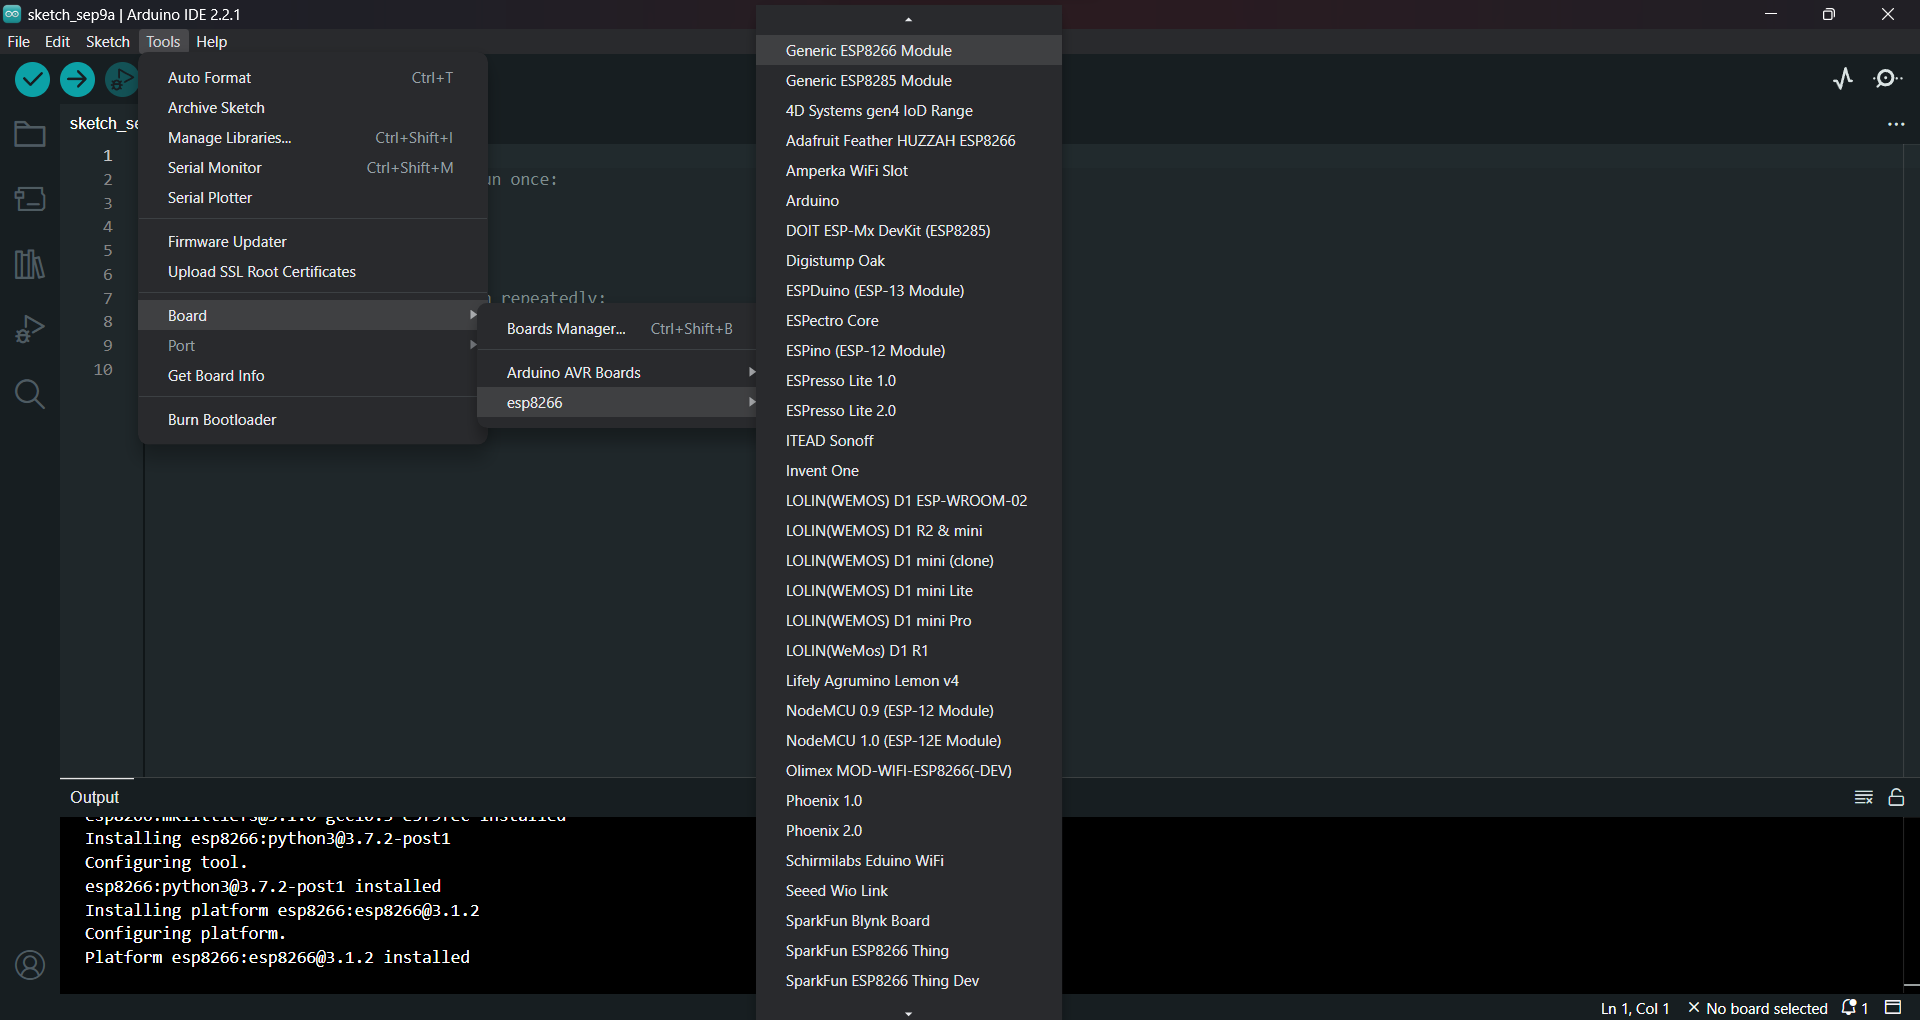 sketch_sep9a | Arduino IDE 2.2.1
File Edit Sketch Tools Help
sketch_se
1
2
3
4
5
6
7
8
9
10
un once:
repeatedly:
Auto Format Ctrl+T
Archive Sketch
Manage Libraries... Ctrl+Shift+I
Serial Monitor Ctrl+Shift+M
Serial Plotter
Firmware Updater
Upload SSL Root Certificates
Board
Port
Get Board Info
Burn Bootloader
Boards Manager... Ctrl+Shift+B
Arduino AVR Boards
esp8266
Generic ESP8266 Module
Generic ESP8285 Module
4D Systems gen4 IoD Range
Adafruit Feather HUZZAH ESP8266
Amperka WiFi Slot
Arduino
DOIT ESP-Mx DevKit (ESP8285)
Digistump Oak
ESPDuino (ESP-13 Module)
ESPectro Core
ESPino (ESP-12 Module)
ESPresso Lite 1.0
ESPresso Lite 2.0
ITEAD Sonoff
Invent One
LOLIN(WEMOS) D1 ESP-WROOM-02
LOLIN(WEMOS) D1 R2 & mini
LOLIN(WEMOS) D1 mini (clone)
LOLIN(WEMOS) D1 mini Lite
LOLIN(WEMOS) D1 mini Pro
LOLIN(WeMos) D1 R1
Lifely Agrumino Lemon v4
NodeMCU 0.9 (ESP-12 Module)
NodeMCU 1.0 (ESP-12E Module)
Olimex MOD-WIFI-ESP8266(-DEV)
Phoenix 1.0
Phoenix 2.0
Schirmilabs Eduino WiFi
Seeed Wio Link
SparkFun Blynk Board
SparkFun ESP8266 Thing
SparkFun ESP8266 Thing Dev
Output
Installing esp8266:python3@3.7.2-post1
Configuring tool.
esp8266:python3@3.7.2-post1 installed
Installing platform esp8266:esp8266@3.1.2
Configuring platform.
Platform esp8266:esp8266@3.1.2 installed
Ln 1, Col 1 No board selected 1